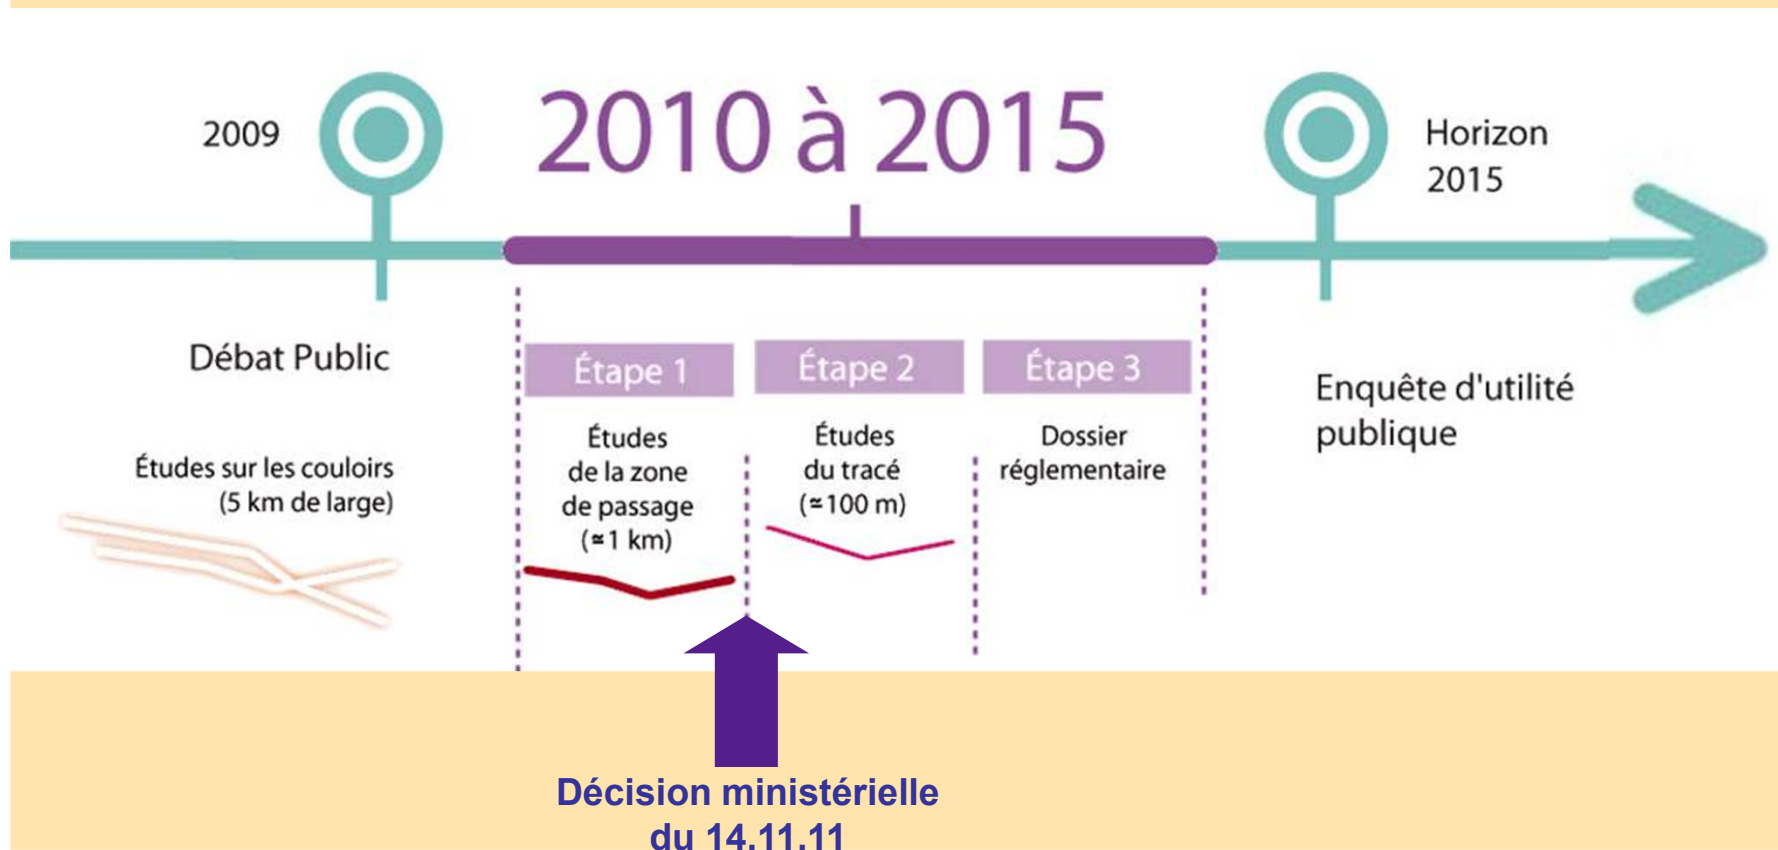 2009
2010 à 2015
Horizon
2015
Débat Public
Études sur les couloirs
(5 km de large)
Étape 1
Études
de la zone
de passage
(≃1 km)
Étape 2
Études
du tracé
(≃100 m)
Étape 3
Dossier
réglementaire
Enquête d'utilité
publique
Décision ministérielle
du 14.11.11